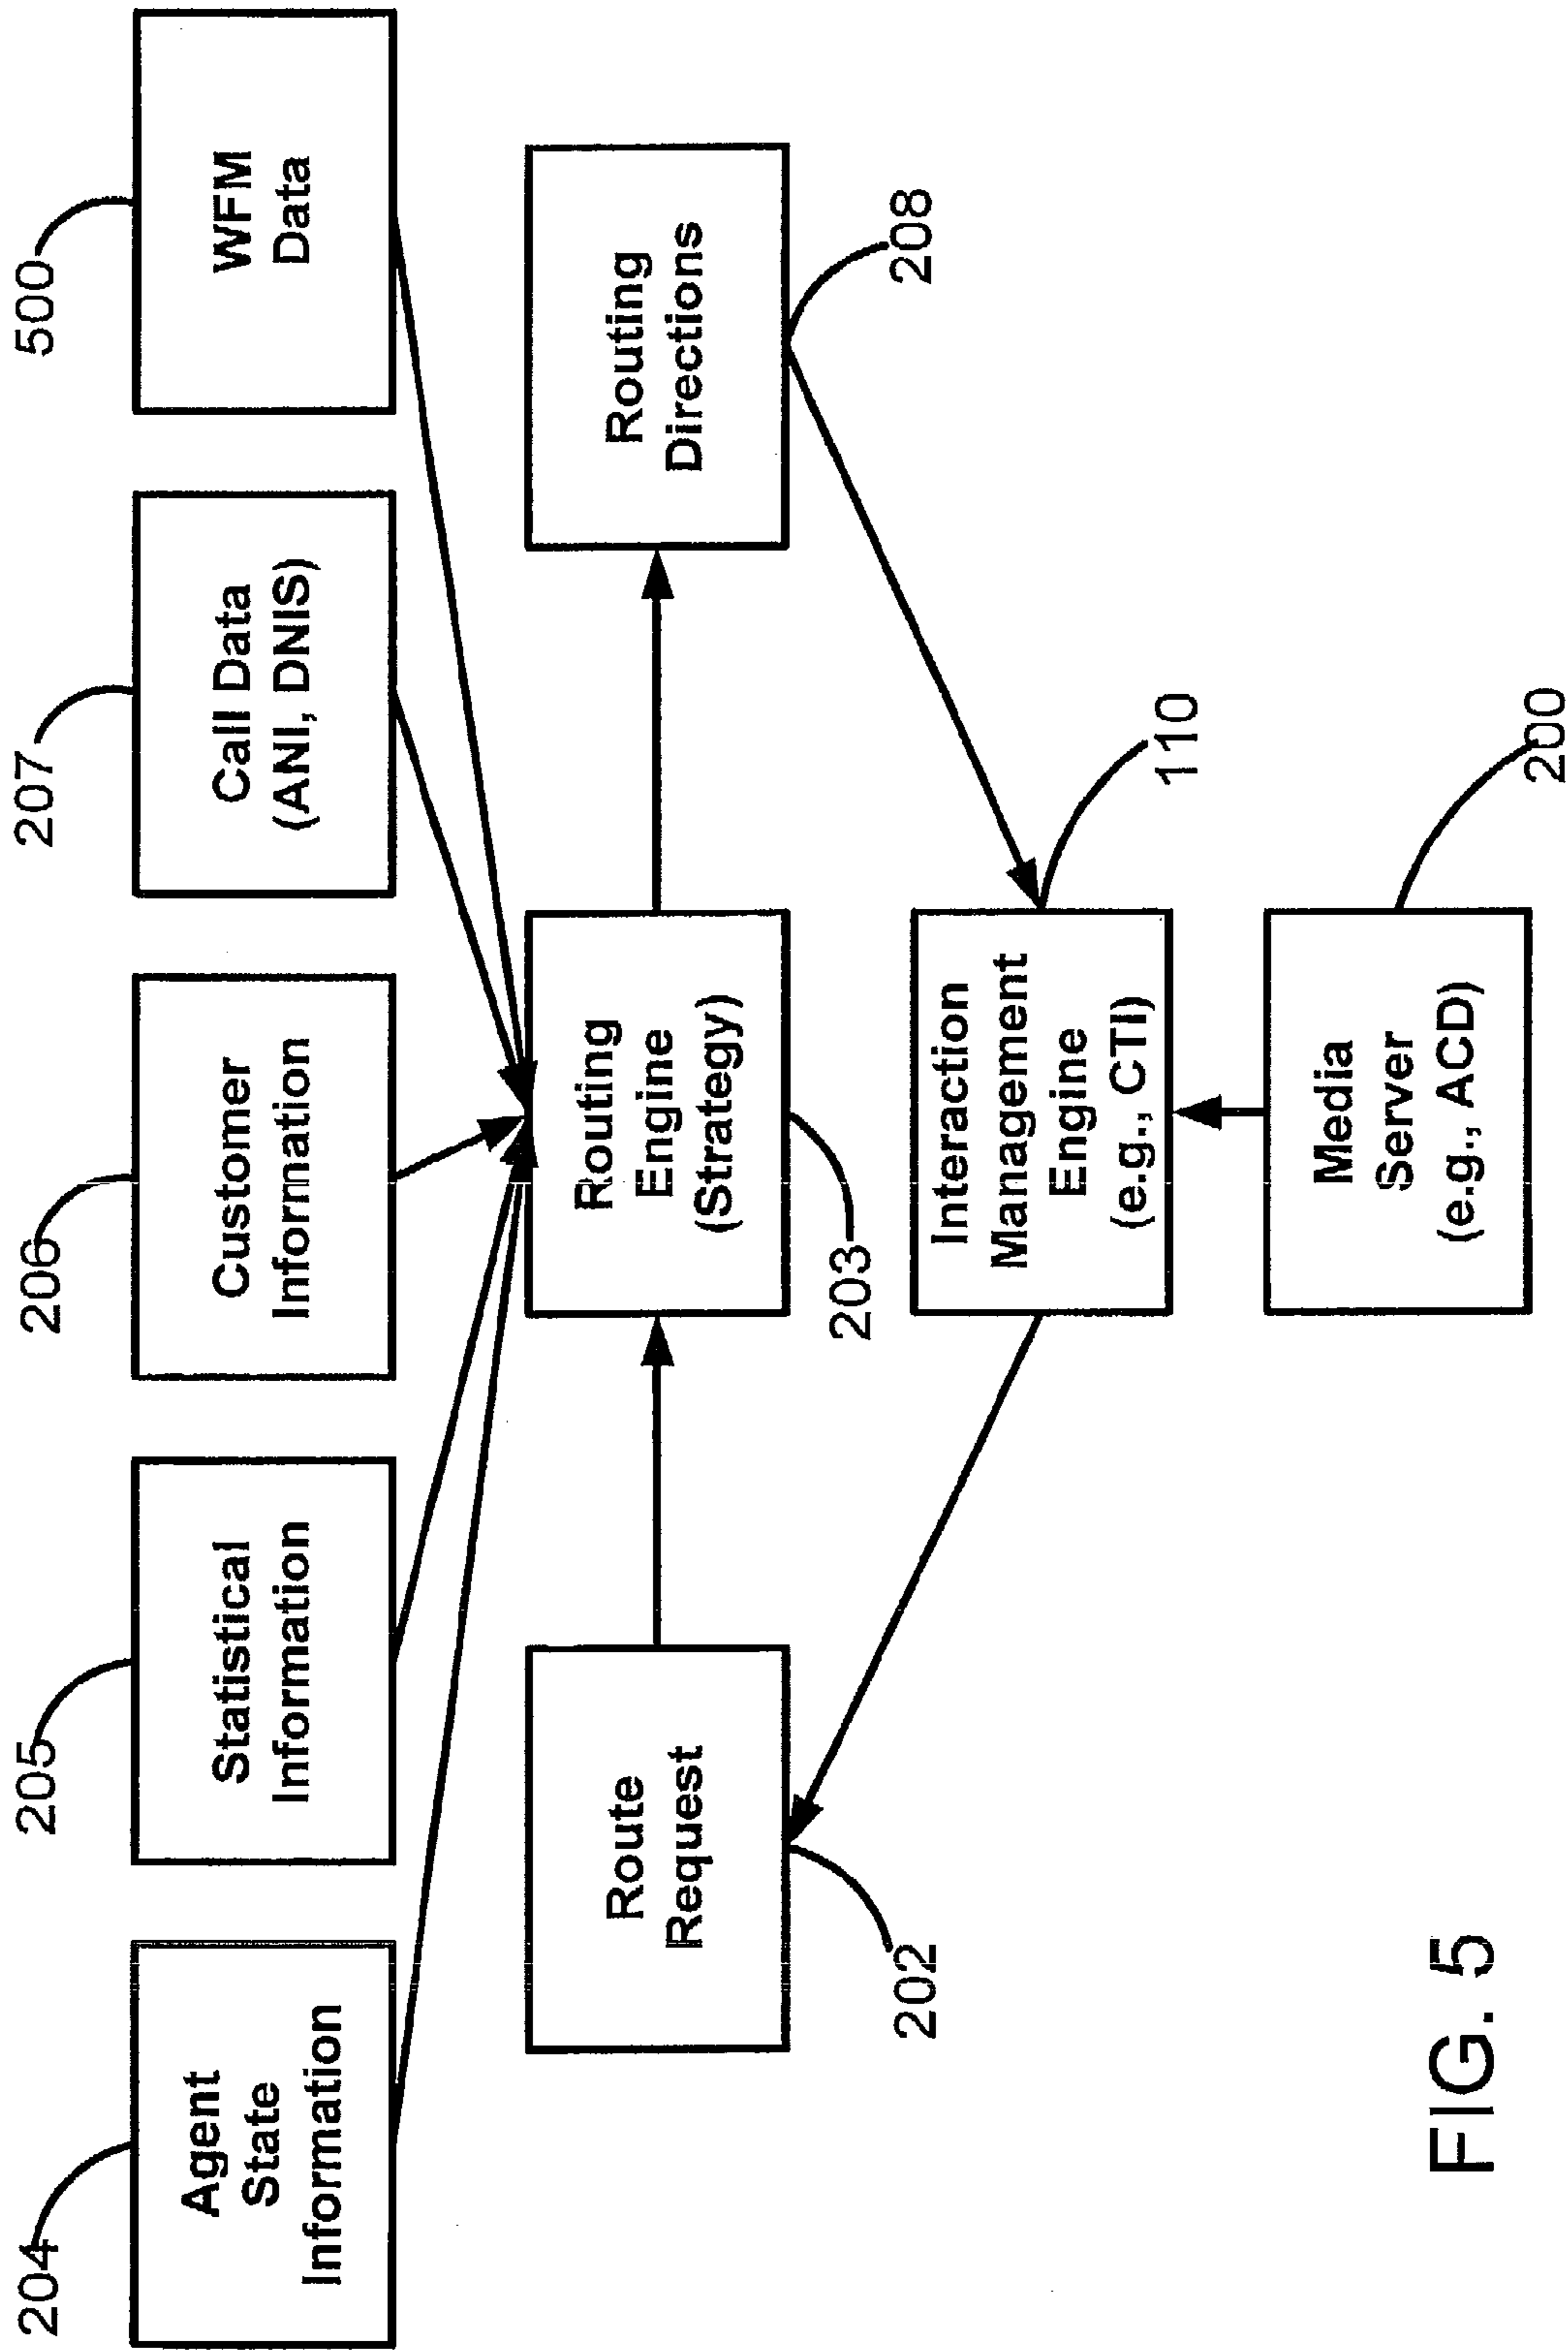 204
205
206
207
500
Agent
State
Information
Statistical
Information
Customer
Information
Call Data
(ANI, DNIS)
WFM
Data
Route
Request
Routing
Engine
(Strategy)
Routing
Directions
202
203
208
Interaction
Management
Engine
(e.g., CTI)
110
Media
Server
(e.g., ACD)
200
FIG. 5